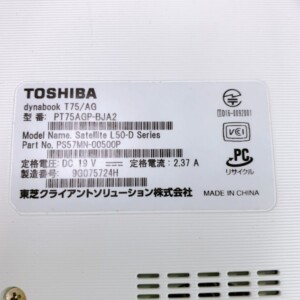 TOSHIBA
dynabook T75/AG
型 番: PT75AGP-BJA2
Model Name. Satellite L50-D Series
Part No. PS57MN-00500P
定格電圧: DC 19 V 定格電流: 2.37 A
製造番号: 9G075724H
東芝クライアントソリューション株式会社
VCCI
PC
リサイクル
MADE IN CHINA